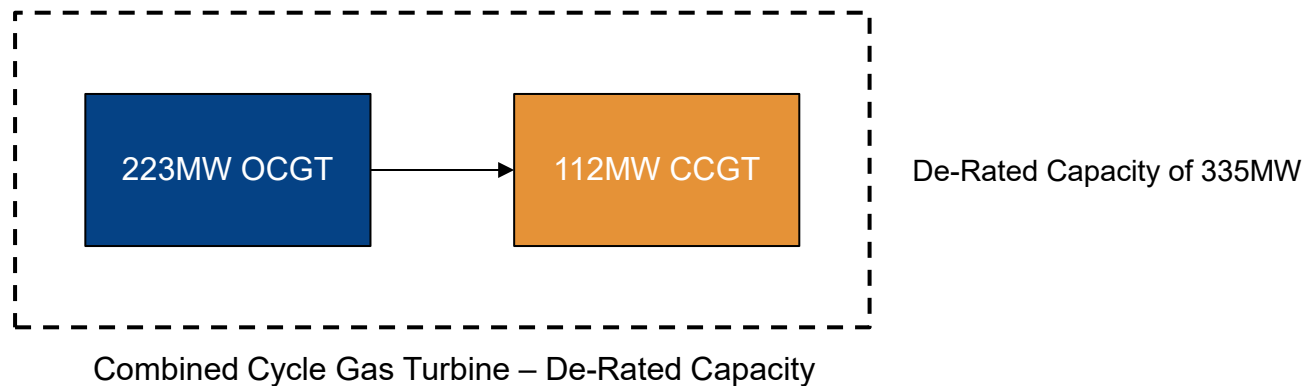 223MW OCGT
112MW CCGT
De-Rated Capacity of 335MW
Combined Cycle Gas Turbine – De-Rated Capacity